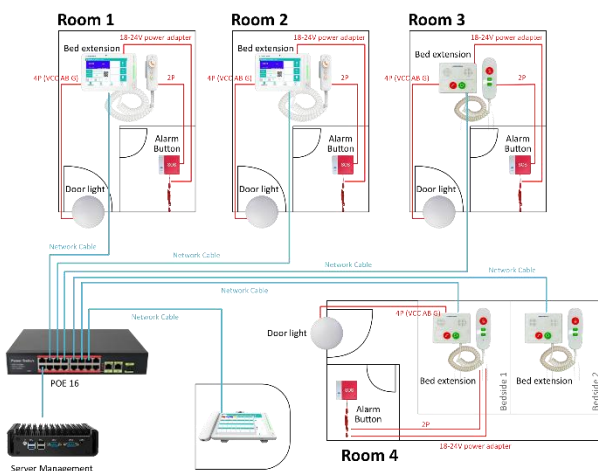 Room 1
Room 2
Room 3
18-24V power adapter
18-24V power adapter
18-24V power adapter
Bed extension
Bed extension
Bed extension
4P (VCC AB G)
2P
4P (VCC AB G)
2P
4P (VCC AB G)
2P
Alarm
Button
Alarm
Button
Alarm
Button
SOS
SOS
SOS
Door light
Door light
Door light
Network Cable
Network Cable
Network Cable
Network Cable
Network Cable
Network Cable
4P (VCC AB G)
Door light
POE 16
Bed extension
Bed extension
Bedside 1
Bedside 2
SOS
Alarm
Button
2P
18-24V power adapter
Room 4
Server Management